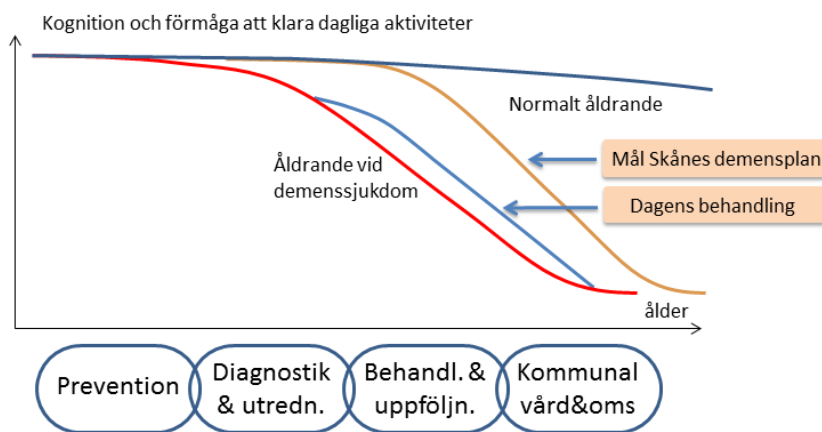 Kognition och förmåga att klara dagliga aktiviteter
Normalt åldrande
Mål Skånes demensplan
Åldrande vid
demenssjukdom
Dagens behandling
ålder
Prevention
Diagnostik
& utredn.
Behandl. &
uppföljn.
Kommunal
vård&oms